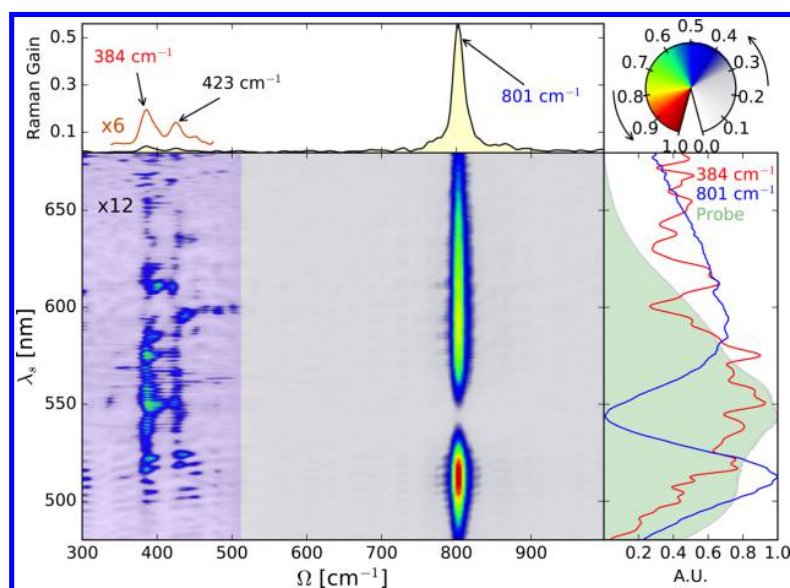 Raman Gain
0.5
0.3
0.1
384 cm⁻¹
423 cm⁻¹
x6
801 cm⁻¹
0.5
0.6
0.4
0.7
0.3
0.8
0.2
0.9
0.1
1.0
0.0
λs [nm]
650
600
550
500
x12
384 cm⁻¹
801 cm⁻¹
Probe
300
400
500
600
700
800
900
Ω [cm⁻¹]
0.2
0.4
0.6
0.8
1.0
A.U.